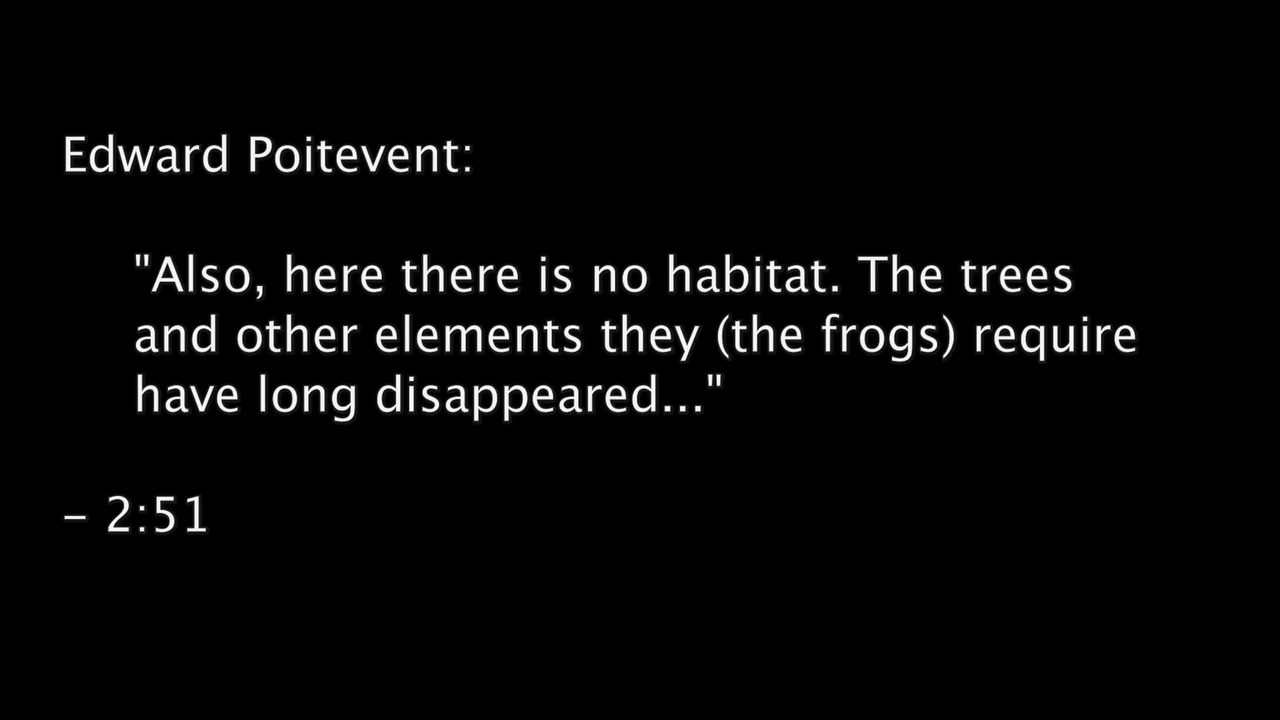 Edward Poitevent:
"Also, here there is no habitat. The trees
and other elements they (the frogs) require
have long disappeared..."
– 2:51